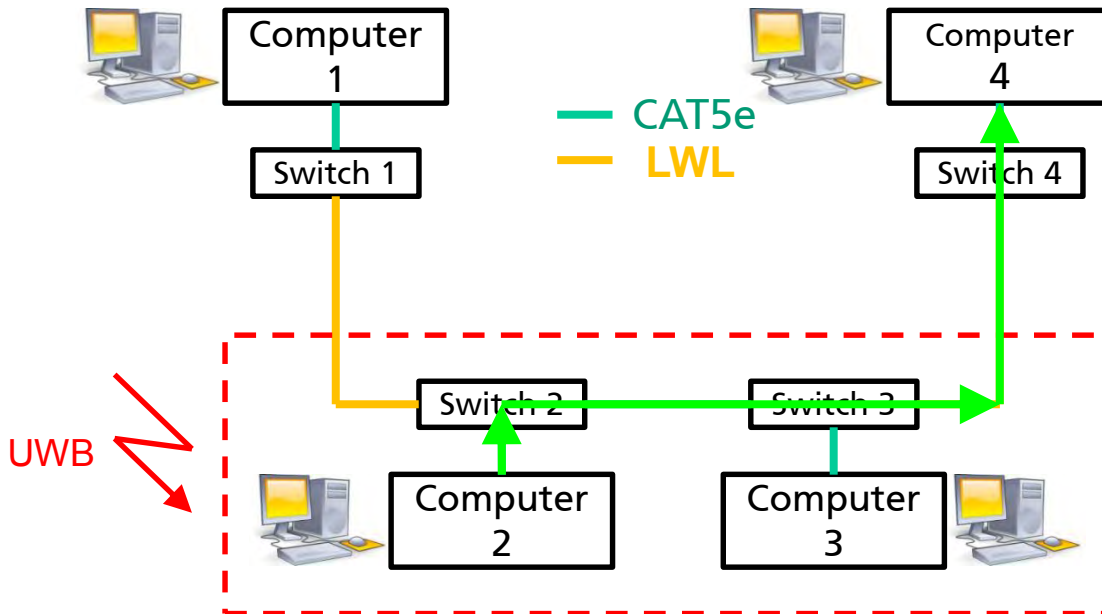 Computer
1
Computer
4
CAT5e
LWL
Switch 1
Switch 4
Switch 2
Switch 3
UWB
Computer
2
Computer
3